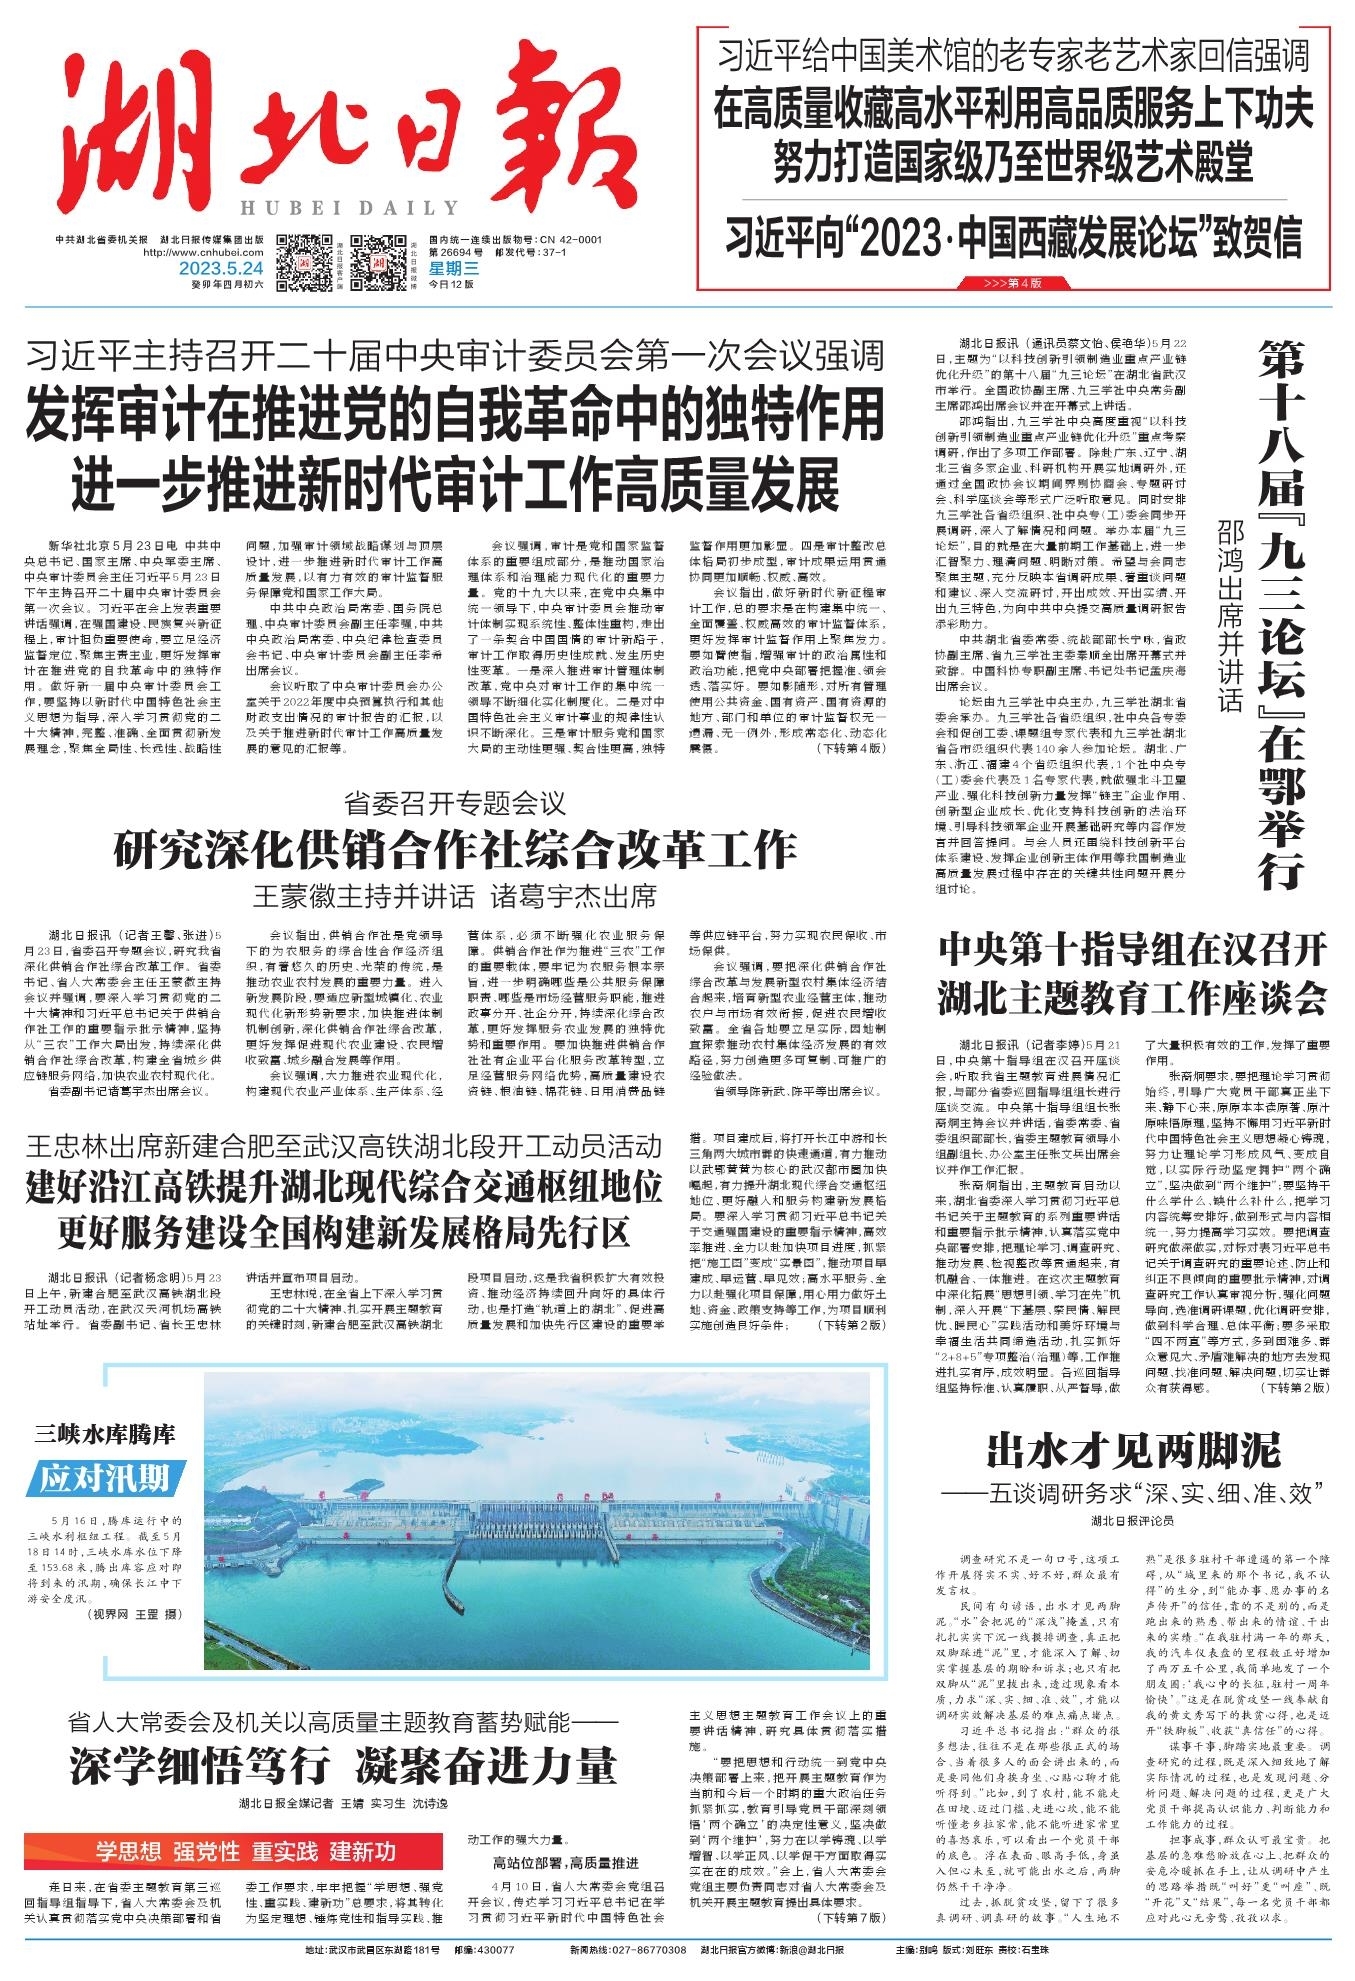 湖北日報
HUBEI DAILY
中共湖北省委机关报 湖北日报传媒集团出版
http://www.cnhubei.com
2023.5.24
癸卯年四月初六
湖北日报客户端
湖北日报微博
国内统一连续出版物号:CN 42-0001
第26694号 邮发代号:37-1
星期三
今日12版
习近平给中国美术馆的老专家老艺术家回信强调
在高质量收藏高水平利用高品质服务上下功夫
努力打造国家级乃至世界级艺术殿堂
习近平向“2023·中国西藏发展论坛”致贺信
>>>第4版
习近平主持召开二十届中央审计委员会第一次会议强调
发挥审计在推进党的自我革命中的独特作用
进一步推进新时代审计工作高质量发展
新华社北京5月23日电 中共中
央总书记、国家主席、中央军委主席、
中央审计委员会主任习近平5月23日
下午主持召开二十届中央审计委员会
第一次会议。习近平在会上发表重要
讲话强调,在强国建设、民族复兴新征
程上,审计担负重要使命,要立足经济
监督定位,聚焦主责主业,更好发挥审
计在推进党的自我革命中的独特作
用。做好新一届中央审计委员会工
作,要坚持以新时代中国特色社会主
义思想为指导,深入学习贯彻党的二
十大精神,完整、准确、全面贯彻新发
展理念,聚焦全局性、长远性、战略性
问题,加强审计领域战略谋划与顶层
设计,进一步推进新时代审计工作高
质量发展,以有力有效的审计监督服
务保障党和国家工作大局。
中共中央政治局常委、国务院总
理、中央审计委员会副主任李强,中共
中央政治局常委、中央纪律检查委员
会书记、中央审计委员会副主任李希
出席会议。
会议听取了中央审计委员会办公
室关于2022年度中央预算执行和其他
财政支出情况的审计报告的汇报,以
及关于推进新时代审计工作高质量发
展的意见的汇报等。
会议强调,审计是党和国家监督
体系的重要组成部分,是推动国家治
理体系和治理能力现代化的重要力
量。党的十九大以来,在党中央集中
统一领导下,中央审计委员会推动审
计体制实现系统性、整体性重构,走出
了一条契合中国国情的审计新路子,
审计工作取得历史性成就、发生历史
性变革。一是深入推进审计管理体制
改革,党中央对审计工作的集中统一
领导不断细化实化制度化。二是对中
国特色社会主义审计事业的规律性认
识不断深化。三是审计服务党和国家
大局的主动性更强、契合性更高,独特
监督作用更加彰显。四是审计整改总
体格局初步成型,审计成果运用贯通
协同更加顺畅、权威、高效。
会议指出,做好新时代新征程审
计工作,总的要求是在构建集中统一、
全面覆盖、权威高效的审计监督体系,
更好发挥审计监督作用上聚焦发力。
要如臂使指,增强审计的政治属性和
政治功能,把党中央部署把握准、领会
透、落实好。要如影随形,对所有管理
使用公共资金、国有资产、国有资源的
地方、部门和单位的审计监督权无一
遗漏、无一例外,形成常态化、动态化
震慑。 (下转第4版)
省委召开专题会议
研究深化供销合作社综合改革工作
王蒙徽主持并讲话 诸葛宇杰出席
湖北日报讯(记者王馨、张进)5
月23日,省委召开专题会议,研究我省
深化供销合作社综合改革工作。省委
书记、省人大常委会主任王蒙徽主持
会议并强调,要深入学习贯彻党的二
十大精神和习近平总书记关于供销合
作社工作的重要指示批示精神,坚持
从“三农”工作大局出发,持续深化供
销合作社综合改革,构建全省城乡供
应链服务网络,加快农业农村现代化。
省委副书记诸葛宇杰出席会议。
会议指出,供销合作社是党领导
下的为农服务的综合性合作经济组
织,有着悠久的历史、光荣的传统,是
推动农业农村发展的重要力量。进入
新发展阶段,要适应新型城镇化、农业
现代化新形势新要求,加快推进体制
机制创新,深化供销合作社综合改革,
更好发挥促进现代农业建设、农民增
收致富、城乡融合发展等作用。
会议强调,大力推进农业现代化,
构建现代农业产业体系、生产体系、经
营体系,必须不断强化农业服务保
障。供销合作社作为推进“三农”工作
的重要载体,要牢记为农服务根本宗
旨,进一步明确哪些是公共服务保障
职责、哪些是市场经营服务职能,推进
政事分开、社企分开,持续深化综合改
革,更好发挥服务农业发展的独特优
势和重要作用。要加快推进供销合作
社社有企业平台化服务改革转型,立
足经营服务网络优势,高质量建设农
资链、粮油链、棉花链、日用消费品链
等供应链平台,努力实现农民保收、市
场保供。
会议强调,要把深化供销合作社
综合改革与发展新型农村集体经济结
合起来,培育新型农业经营主体,推动
农户与市场有效衔接,促进农民增收
致富。全省各地要立足实际,因地制
宜探索推动农村集体经济发展的有效
路径,努力创造更多可复制、可推广的
经验做法。
省领导陈新武、陈平等出席会议。
王忠林出席新建合肥至武汉高铁湖北段开工动员活动
建好沿江高铁提升湖北现代综合交通枢纽地位
更好服务建设全国构建新发展格局先行区
湖北日报讯(记者杨念明)5月23
日上午,新建合肥至武汉高铁湖北段
开工动员活动,在武汉天河机场高铁
站址举行。省委副书记、省长王忠林
讲话并宣布项目启动。
王忠林说,在全省上下深入学习贯
彻党的二十大精神、扎实开展主题教育
的关键时刻,新建合肥至武汉高铁湖北
段项目启动,这是我省积极扩大有效投
资、推动经济持续回升向好的具体行
动,也是打造“轨道上的湖北”、促进高
质量发展和加快先行区建设的重要举
措。项目建成后,将打开长江中游和长
三角两大城市群的快速通道,有力推动
以武鄂黄黄为核心的武汉都市圈加快
崛起,有力提升湖北现代综合交通枢纽
地位、更好融入和服务构建新发展格
局。要深入学习贯彻习近平总书记关
于交通强国建设的重要指示精神,高效
率推进、全力以赴加快项目进度,抓紧
把“施工图”变成“实景图”,推动项目早
建成、早运营、早见效;高水平服务、全
力以赴强化项目保障,用心用力做好土
地、资金、政策支持等工作,为项目顺利
实施创造良好条件; (下转第2版)
三峡水库腾库
应对汛期
5月16日,腾库运行中的
三峡水利枢纽工程。截至5月
18日14时,三峡水库水位下降
至153.68米,腾出库容应对即
将到来的汛期,确保长江中下
游安全度汛。
(视界网 王罡 摄)
省人大常委会及机关以高质量主题教育蓄势赋能——
深学细悟笃行 凝聚奋进力量
湖北日报全媒记者 王婧 实习生 沈诗逸
学思想 强党性 重实践 建新功
连日来,在省委主题教育第三巡
回指导组指导下,省人大常委会及机
关认真贯彻落实党中央决策部署和省
委工作要求,牢牢把握“学思想、强党
性、重实践、建新功”总要求,将其转化
为坚定理想、锤炼党性和指导实践、推
动工作的强大力量。
高站位部署,高质量推进
4月10日,省人大常委会党组召
开会议,传达学习习近平总书记在学
习贯彻习近平新时代中国特色社会
主义思想主题教育工作会议上的重
要讲话精神,研究具体贯彻落实措
施。
“要把思想和行动统一到党中央
决策部署上来,把开展主题教育作为
当前和今后一个时期的重大政治任务
抓紧抓实,教育引导党员干部深刻领
悟‘两个确立’的决定性意义,坚决做
到‘两个维护’,努力在以学铸魂、以学
增智、以学正风、以学促干方面取得实
实在在的成效。”会上,省人大常委会
党组主要负责同志对省人大常委会及
机关开展主题教育提出具体要求。
(下转第7版)
第十八届『九三论坛』在鄂举行
邵鸿出席并讲话
湖北日报讯(通讯员蔡文怡、侯艳华)5月22
日,主题为“以科技创新引领制造业重点产业链
优化升级”的第十八届“九三论坛”在湖北省武汉
市举行。全国政协副主席、九三学社中央常务副
主席邵鸿出席会议并在开幕式上讲话。
邵鸿指出,九三学社中央高度重视“以科技
创新引领制造业重点产业链优化升级”重点考察
调研,作出了多项工作部署。除赴广东、辽宁、湖
北三省多家企业、科研机构开展实地调研外,还
通过全国政协会议期间界别协商会、专题研讨
会、科学座谈会等形式广泛听取意见。同时安排
九三学社各省级组织、社中央专(工)委会同步开
展调研,深入了解情况和问题。举办本届“九三
论坛”,目的就是在大量前期工作基础上,进一步
汇智聚力、理清问题、明晰对策。希望与会同志
聚焦主题,充分反映本省调研成果、着重谈问题
和建议、深入交流研讨,开出成效、开出实绩、开
出九三特色,为向中共中央提交高质量调研报告
添彩助力。
中共湖北省委常委、统战部部长宁咏,省政
协副主席、省九三学社主委秦顺全出席开幕式并
致辞。中国科协专职副主席、书记处书记孟庆海
出席会议。
论坛由九三学社中央主办,九三学社湖北省
委会承办。九三学社各省级组织,社中央各专委
会和促创工委、课题组专家代表和九三学社湖北
省各市级组织代表140余人参加论坛。湖北、广
东、浙江、福建4个省级组织代表,1个社中央专
(工)委会代表及1名专家代表,就做强北斗卫星
产业、强化科技创新力量发挥“链主”企业作用、
创新型企业成长、优化支持科技创新的法治环
境、引导科技领军企业开展基础研究等内容作发
言并回答提问。与会人员还围绕科技创新平台
体系建设、发挥企业创新主体作用等我国制造业
高质量发展过程中存在的关键共性问题开展分
组讨论。
中央第十指导组在汉召开
湖北主题教育工作座谈会
湖北日报讯(记者李婷)5月21
日,中央第十指导组在汉召开座谈
会,听取我省主题教育进展情况汇
报,与部分省委巡回指导组组长进行
座谈交流。中央第十指导组组长张
裔炯主持会议并讲话,省委常委、省
委组织部部长,省委主题教育领导小
组副组长、办公室主任张文兵出席会
议并作工作汇报。
张裔炯指出,主题教育启动以
来,湖北省委深入学习贯彻习近平总
书记关于主题教育的系列重要讲话
和重要指示批示精神,认真落实党中
央部署安排,把理论学习、调查研究、
推动发展、检视整改等贯通起来,有
机融合、一体推进。在这次主题教育
中深化拓展“思想引领、学习在先”机
制,深入开展“下基层、察民情、解民
忧、暖民心”实践活动和美好环境与
幸福生活共同缔造活动,扎实抓好
“2+8+5”专项整治(治理)等,工作推
进扎实有序,成效明显。各巡回指导
组坚持标准、认真履职、从严督导,做
了大量积极有效的工作,发挥了重要
作用。
张裔炯要求,要把理论学习贯彻
始终,引导广大党员干部真正坐下
来、静下心来,原原本本读原著、原汁
原味悟原理,坚持不懈用习近平新时
代中国特色社会主义思想凝心铸魂,
努力让理论学习形成风气、变成自
觉,以实际行动坚定拥护“两个确
立”,坚决做到“两个维护”;要坚持干
什么学什么、缺什么补什么,把学习
内容统筹安排好,做到形式与内容相
统一,努力提高学习实效。要把调查
研究做深做实,对标对表习近平总书
记关于调查研究的重要论述、防止和
纠正不良倾向的重要批示精神,对调
查研究工作认真审视分析,强化问题
导向,选准调研课题,优化调研安排,
做到科学合理、总体平衡;要多采取
“四不两直”等方式,多到困难多、群
众意见大、矛盾难解决的地方去发现
问题、找准问题、解决问题,切实让群
众有获得感。 (下转第2版)
出水才见两脚泥
——五谈调研务求“深、实、细、准、效”
湖北日报评论员
调查研究不是一句口号,这项工
作开展得实不实、好不好,群众最有
发言权。
民间有句谚语,出水才见两脚
泥。“水”会把泥的“深浅”掩盖,只有
扎扎实实下沉一线摸排调查,真正把
双脚踩进“泥”里,才能深入了解、切
实掌握基层的期盼和诉求;也只有把
双脚从“泥”里拔出来,透过现象看本
质,力求“深、实、细、准、效”,才能以
调研实效解决基层的难点痛点堵点。
习近平总书记指出:“群众的很
多想法,往往不是在那些很正式的场
合、当着很多人的面会讲出来的,而
是要同他们身挨身坐、心贴心聊才能
听得到。”比如,到了农村,能不能走
在田埂、迈过门槛、走进心坎,能不能
听懂老乡拉家常,能不能听进家常里
的喜怒哀乐,可以看出一个党员干部
的底色。浮在表面、眼高手低,身虽
入但心未至,就可能出水之后,两脚
仍然干干净净。
过去,抓脱贫攻坚,留下了很多
真调研、调真研的故事。“人生地不
熟”是很多驻村干部遭遇的第一个障
碍,从“城里来的那个书记,我不认
得”的生分,到“能办事、愿办事的名
声传开”的信任,靠的不是别的,而是
跑出来的熟悉、帮出来的情谊、干出
来的实绩。“在我驻村满一年的那天,
我的汽车仪表盘的里程数正好增加
了两万五千公里,我简单地发了一个
朋友圈:‘我心中的长征,驻村一周年
愉快’。”这是在脱贫攻坚一线奉献自
我的黄文秀写下的扶贫心得,也是迈
开“铁脚板”、收获“真信任”的心得。
谋事干事,脚踏实地最重要。调
查研究的过程,既是深入细致地了解
实际情况的过程,也是发现问题、分
析问题、解决问题的过程,更是广大
党员干部提高认识能力、判断能力和
工作能力的过程。
担事成事,群众认可最宝贵。把
基层的急难愁盼放在心上、把群众的
安危冷暖抓在手上,让从调研中产生
的思路举措既“叫好”更“叫座”、既
“开花”又“结果”,每一名党员干部都
应对此心无旁骛、孜孜以求。
地址:武汉市武昌区东湖路181号 邮编:430077 新闻热线:027-86770308 湖北日报官方微博:新浪@湖北日报 主编:别鸣 版式:刘旺东 责校:石宝珠